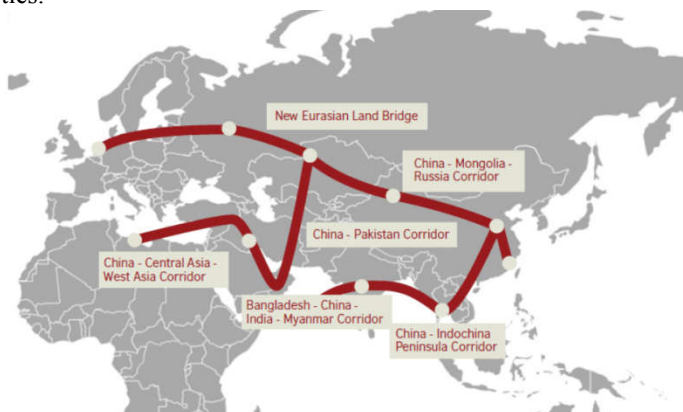 ties.
New Eurasian Land Bridge
China - Mongolia -
Russia Corridor
China - Pakistan Corridor
China - Central Asia -
West Asia Corridor
Bangladesh - China -
India - Myanmar Corridor
China - Indochina
Peninsula Corridor